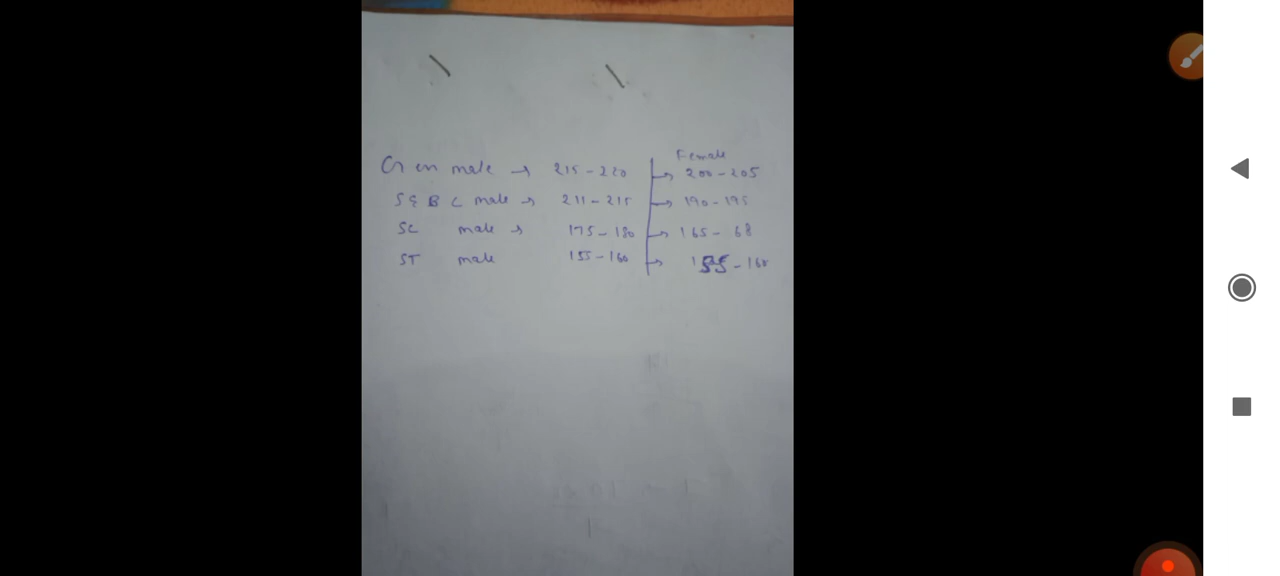 Female
Gen male → 215-220 → 200-205
SEBC male → 211-215 → 190-195
SC male → 175-180 → 165-68
ST male 155-160 → 155-160